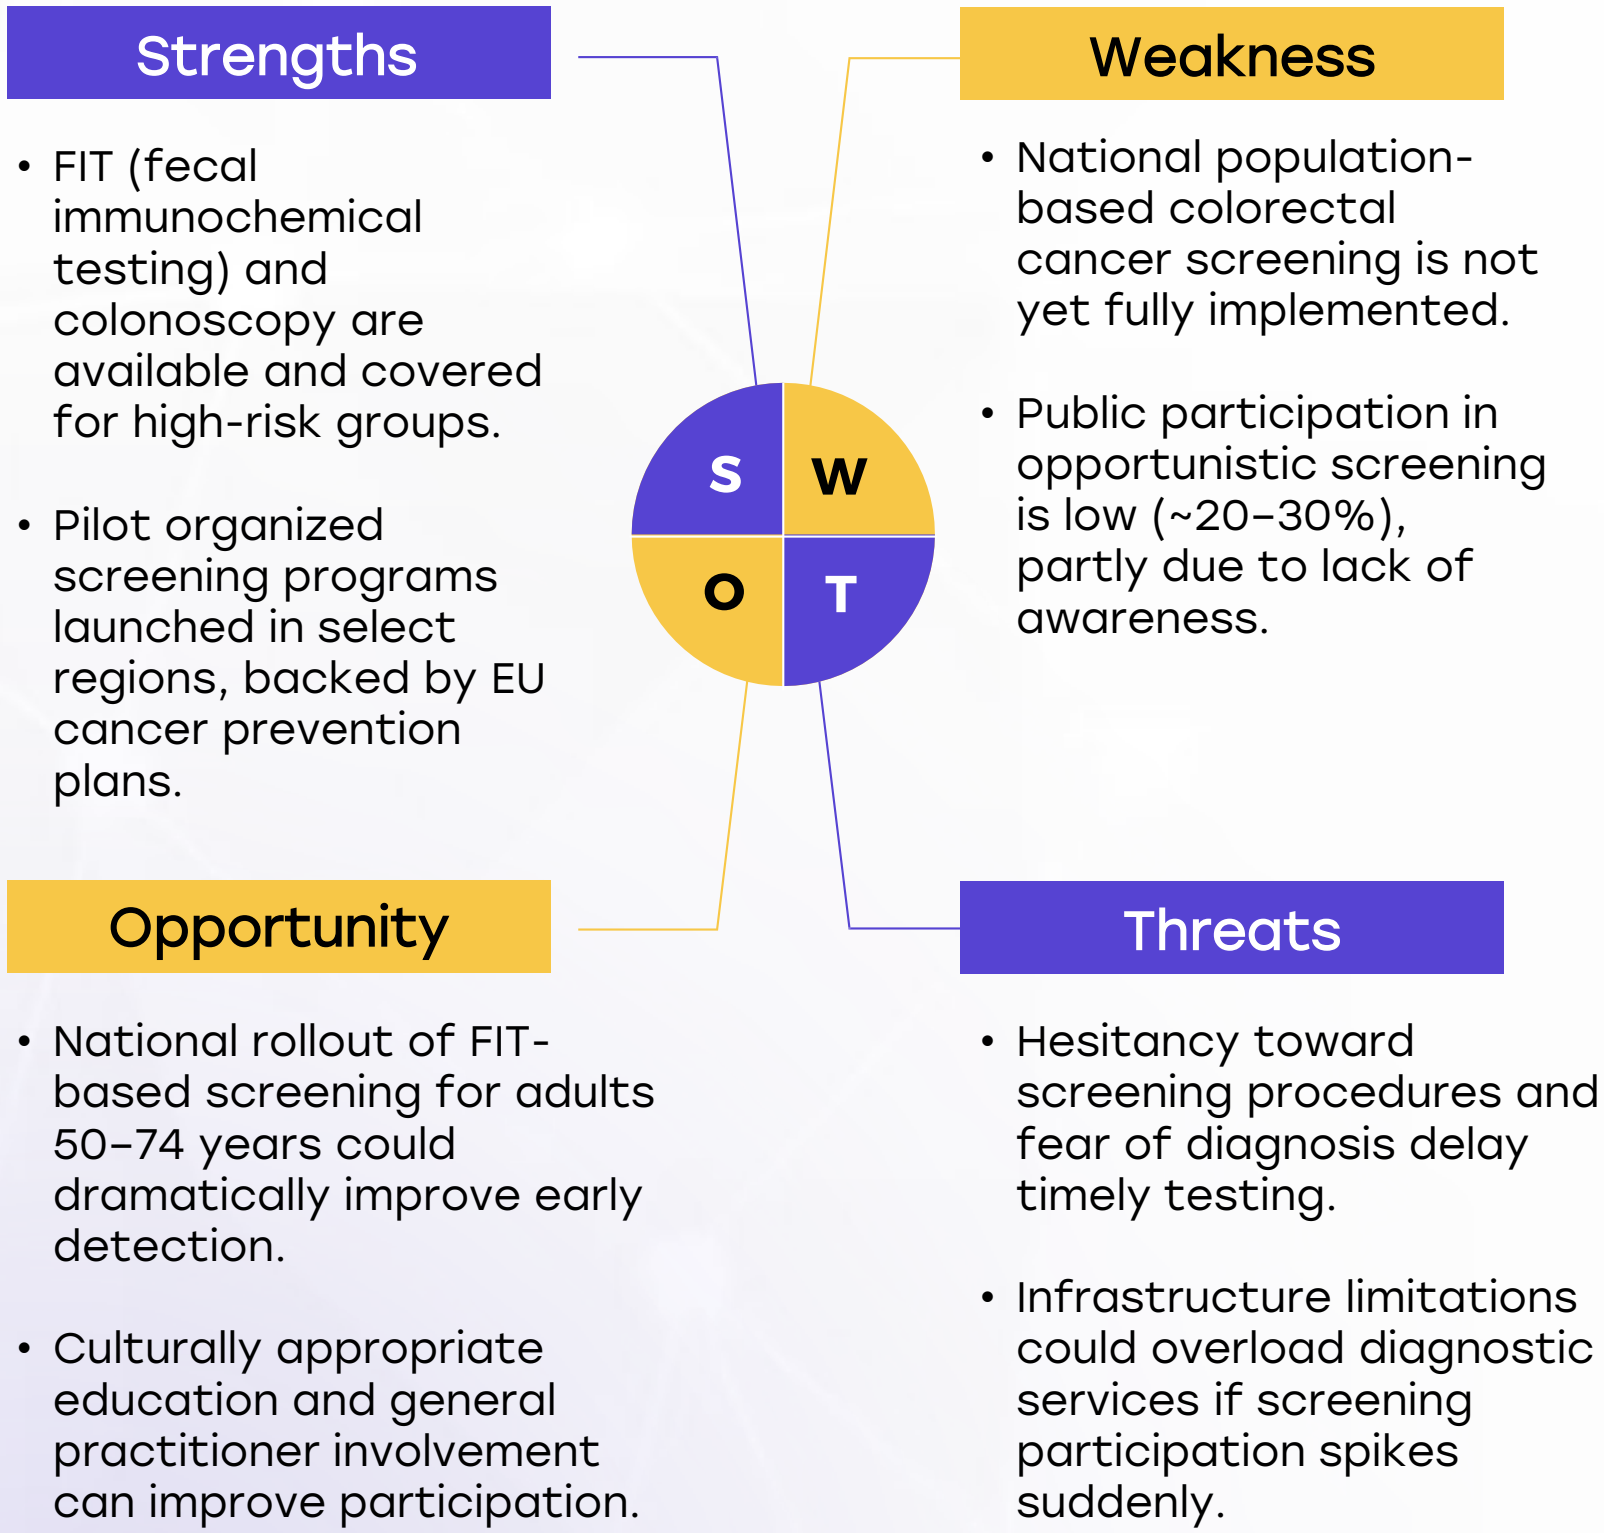 Strengths
• FIT (fecal
immunochemical
testing) and
colonoscopy are
available and covered
for high-risk groups.
• Pilot organized
screening programs
launched in select
regions, backed by EU
cancer prevention
plans.
Weakness
• National population-
based colorectal
cancer screening is not
yet fully implemented.
• Public participation in
opportunistic screening
is low (~20–30%),
partly due to lack of
awareness.
S
W
O
T
Opportunity
• National rollout of FIT-
based screening for adults
50–74 years could
dramatically improve early
detection.
• Culturally appropriate
education and general
practitioner involvement
can improve participation.
Threats
• Hesitancy toward
screening procedures and
fear of diagnosis delay
timely testing.
• Infrastructure limitations
could overload diagnostic
services if screening
participation spikes
suddenly.